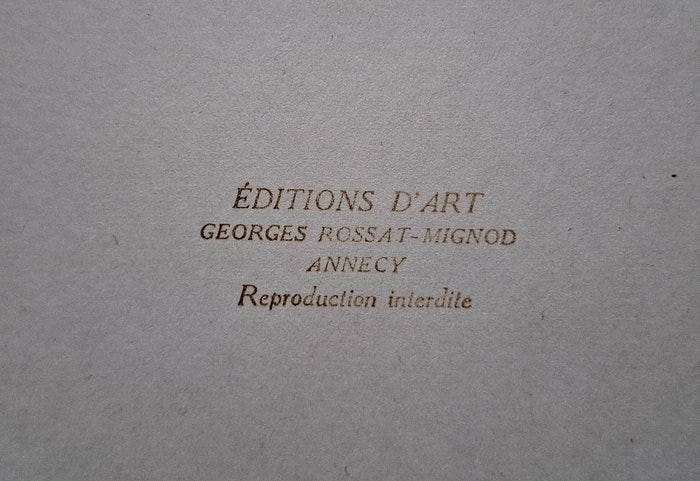 ÉDITIONS D'ART
GEORGES ROSSAT-MIGNOD
ANNECY
Reproduction interdite